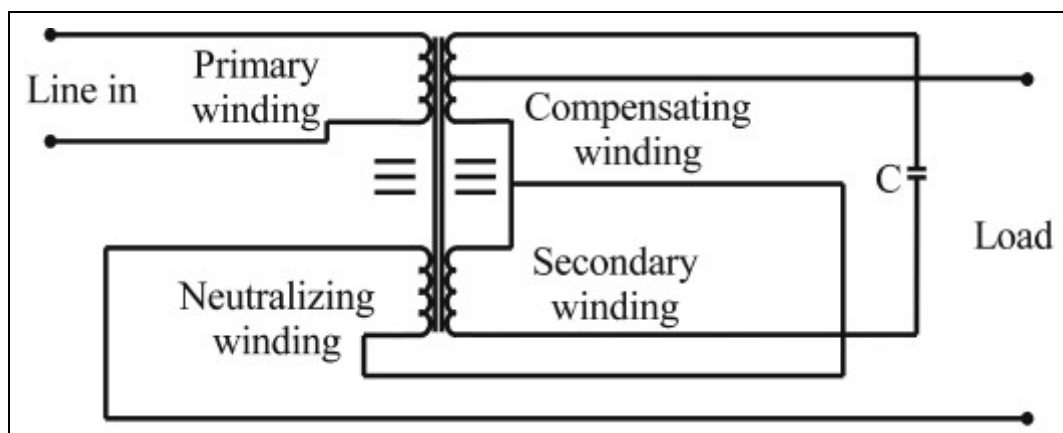 Line in
Primary
winding
Compensating
winding
C
Load
Neutralizing
winding
Secondary
winding